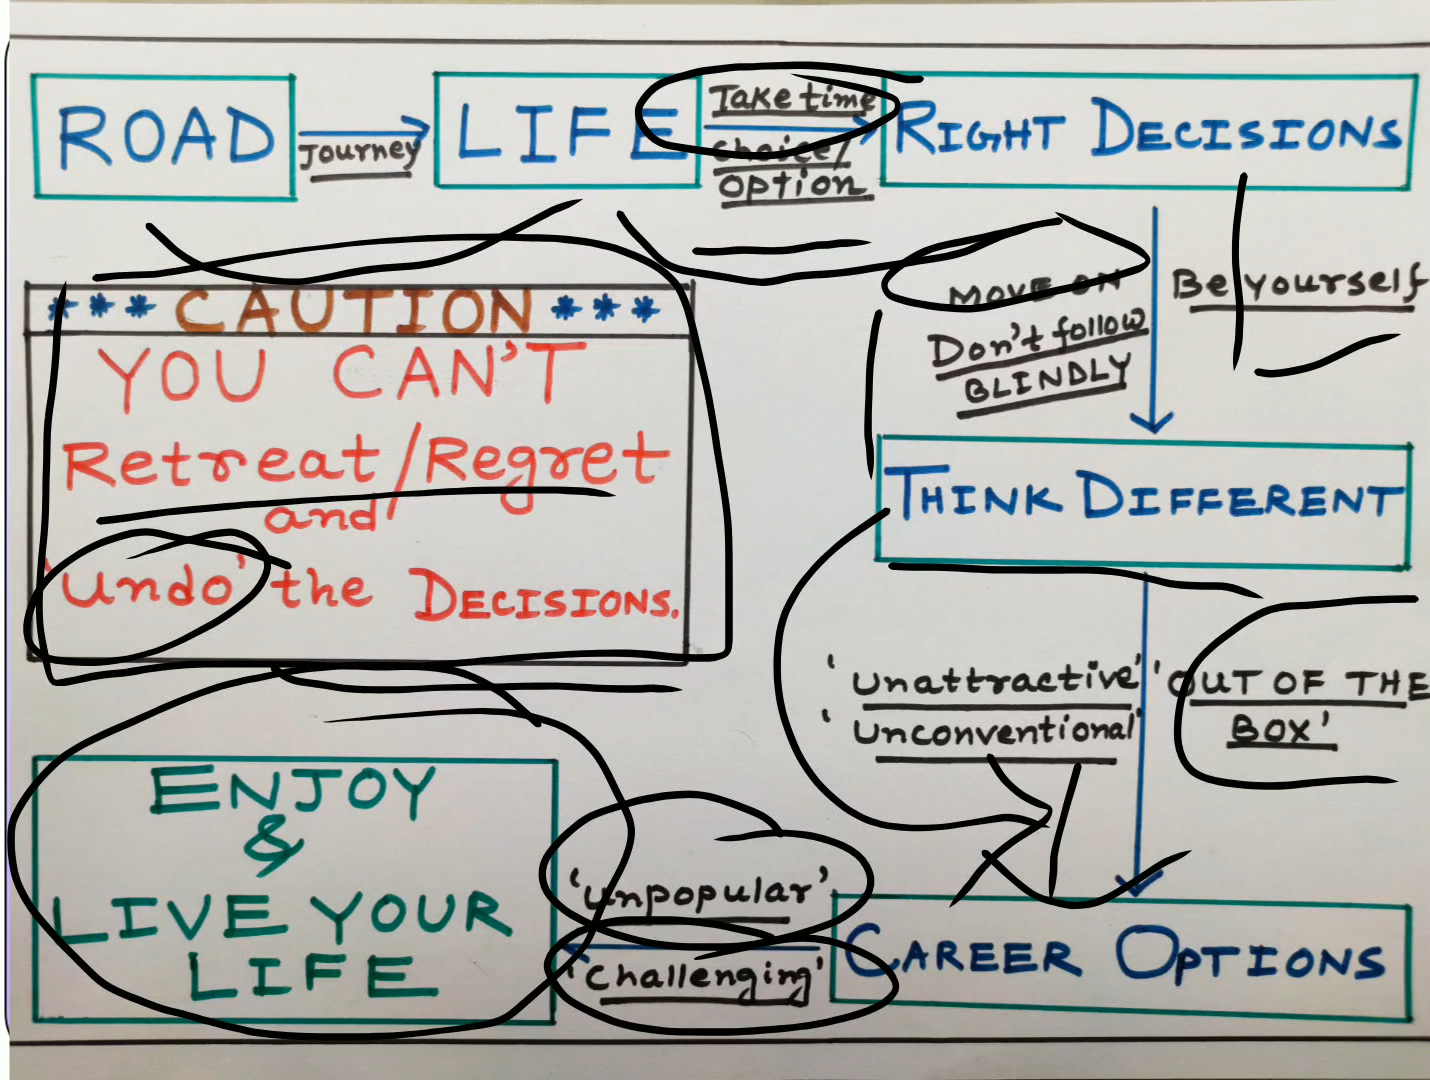 ROAD
Journey
LIFE
Take time
choice/
option
RIGHT DECISIONS
MOVE ON
Don't follow
BLINDLY
Be yourself
*** CAUTION ***
YOU CAN'T
Retreat/Regret
and
'Undo' the DECISIONS.
THINK DIFFERENT
'Unattractive'
'Unconventional'
'OUT OF THE
BOX'
CAREER OPTIONS
'Unpopular'
'Challenging'
ENJOY
&
LIVE YOUR
LIFE